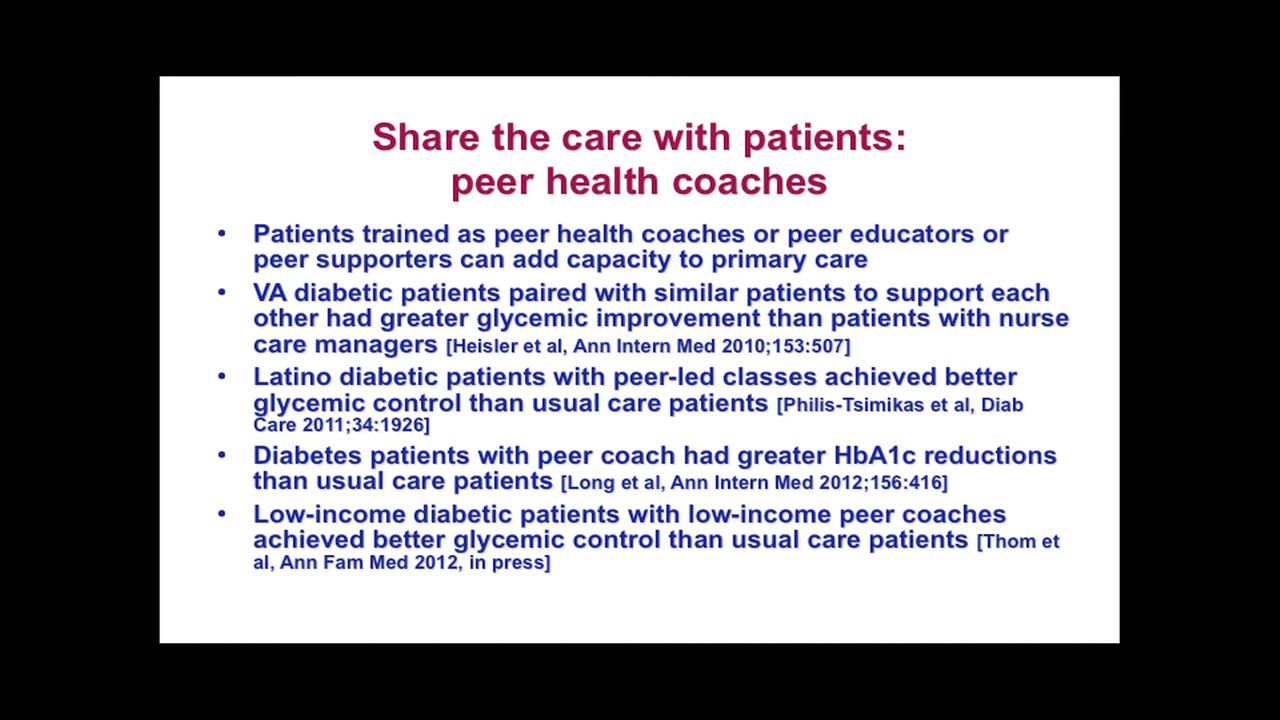 Share the care with patients:
peer health coaches
• Patients trained as peer health coaches or peer educators or
peer supporters can add capacity to primary care
• VA diabetic patients paired with similar patients to support each
other had greater glycemic improvement than patients with nurse
care managers [Heisler et al, Ann Intern Med 2010;153:507]
• Latino diabetic patients with peer-led classes achieved better
glycemic control than usual care patients [Philis-Tsimikas et al, Diab
Care 2011;34:1926]
• Diabetes patients with peer coach had greater HbA1c reductions
than usual care patients [Long et al, Ann Intern Med 2012;156:416]
• Low-income diabetic patients with low-income peer coaches
achieved better glycemic control than usual care patients [Thom et
al, Ann Fam Med 2012, in press]